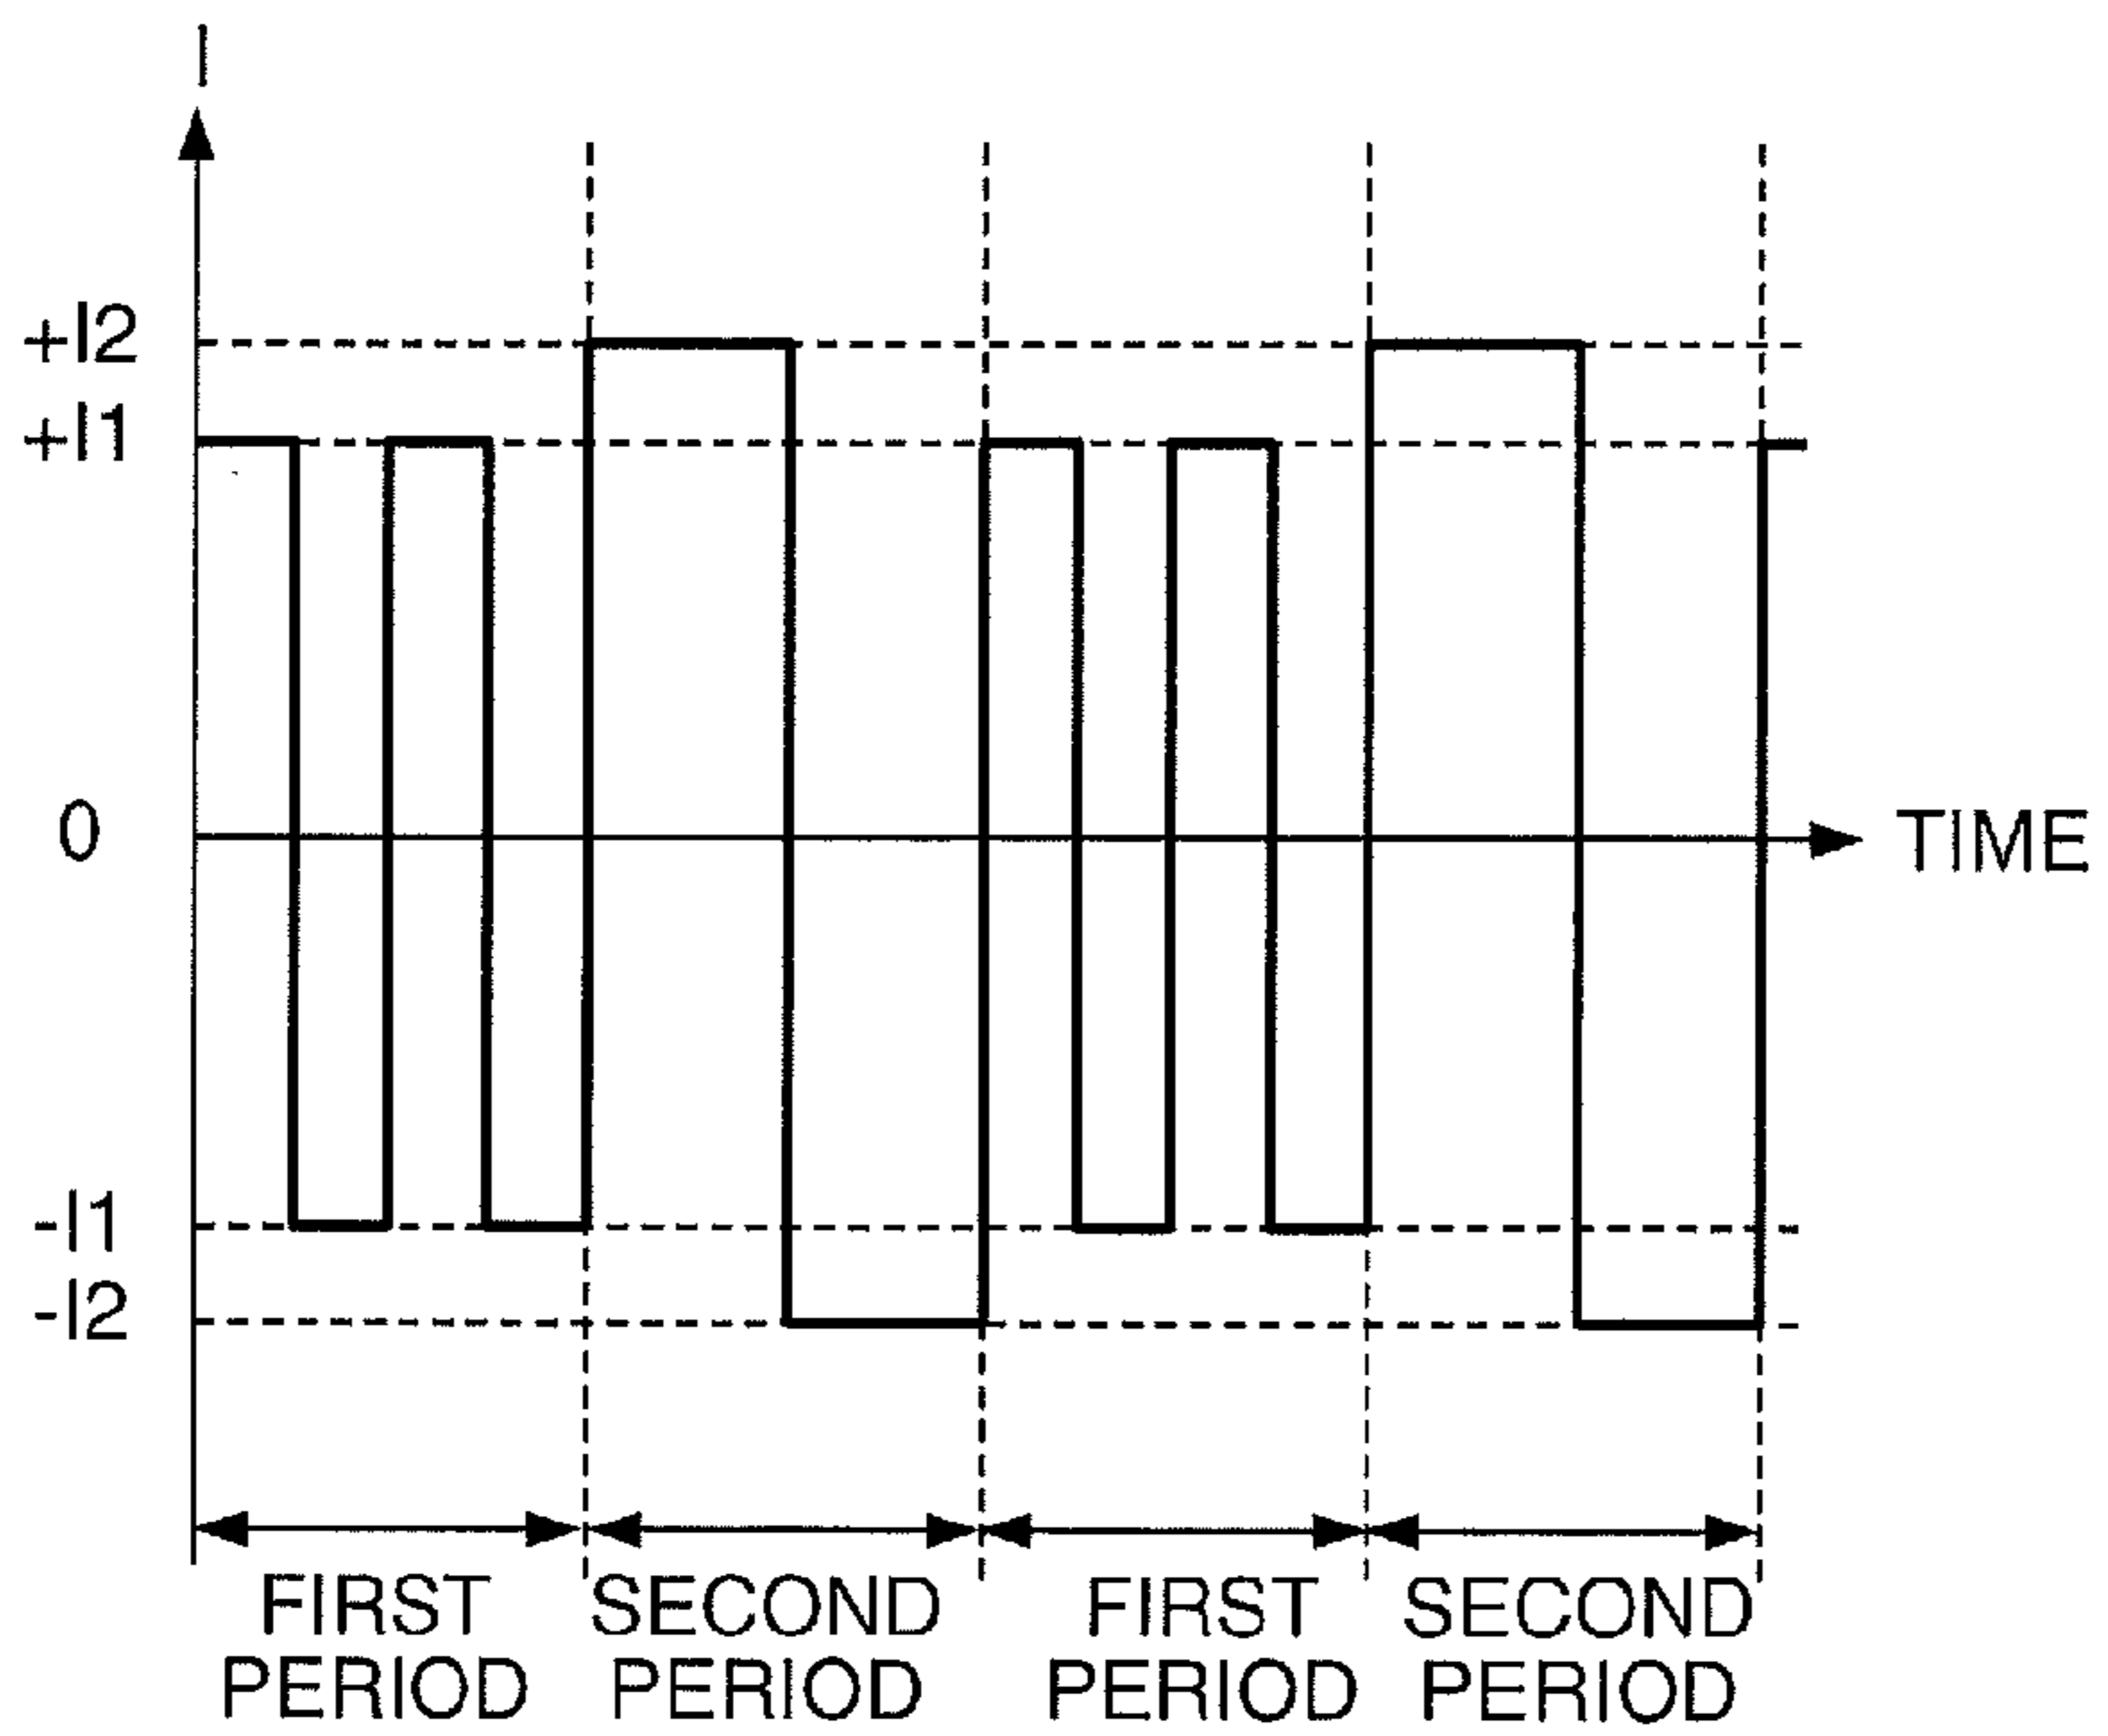 I
+I2
+I1
0
TIME
-I1
-I2
FIRST PERIOD
SECOND PERIOD
FIRST PERIOD
SECOND PERIOD